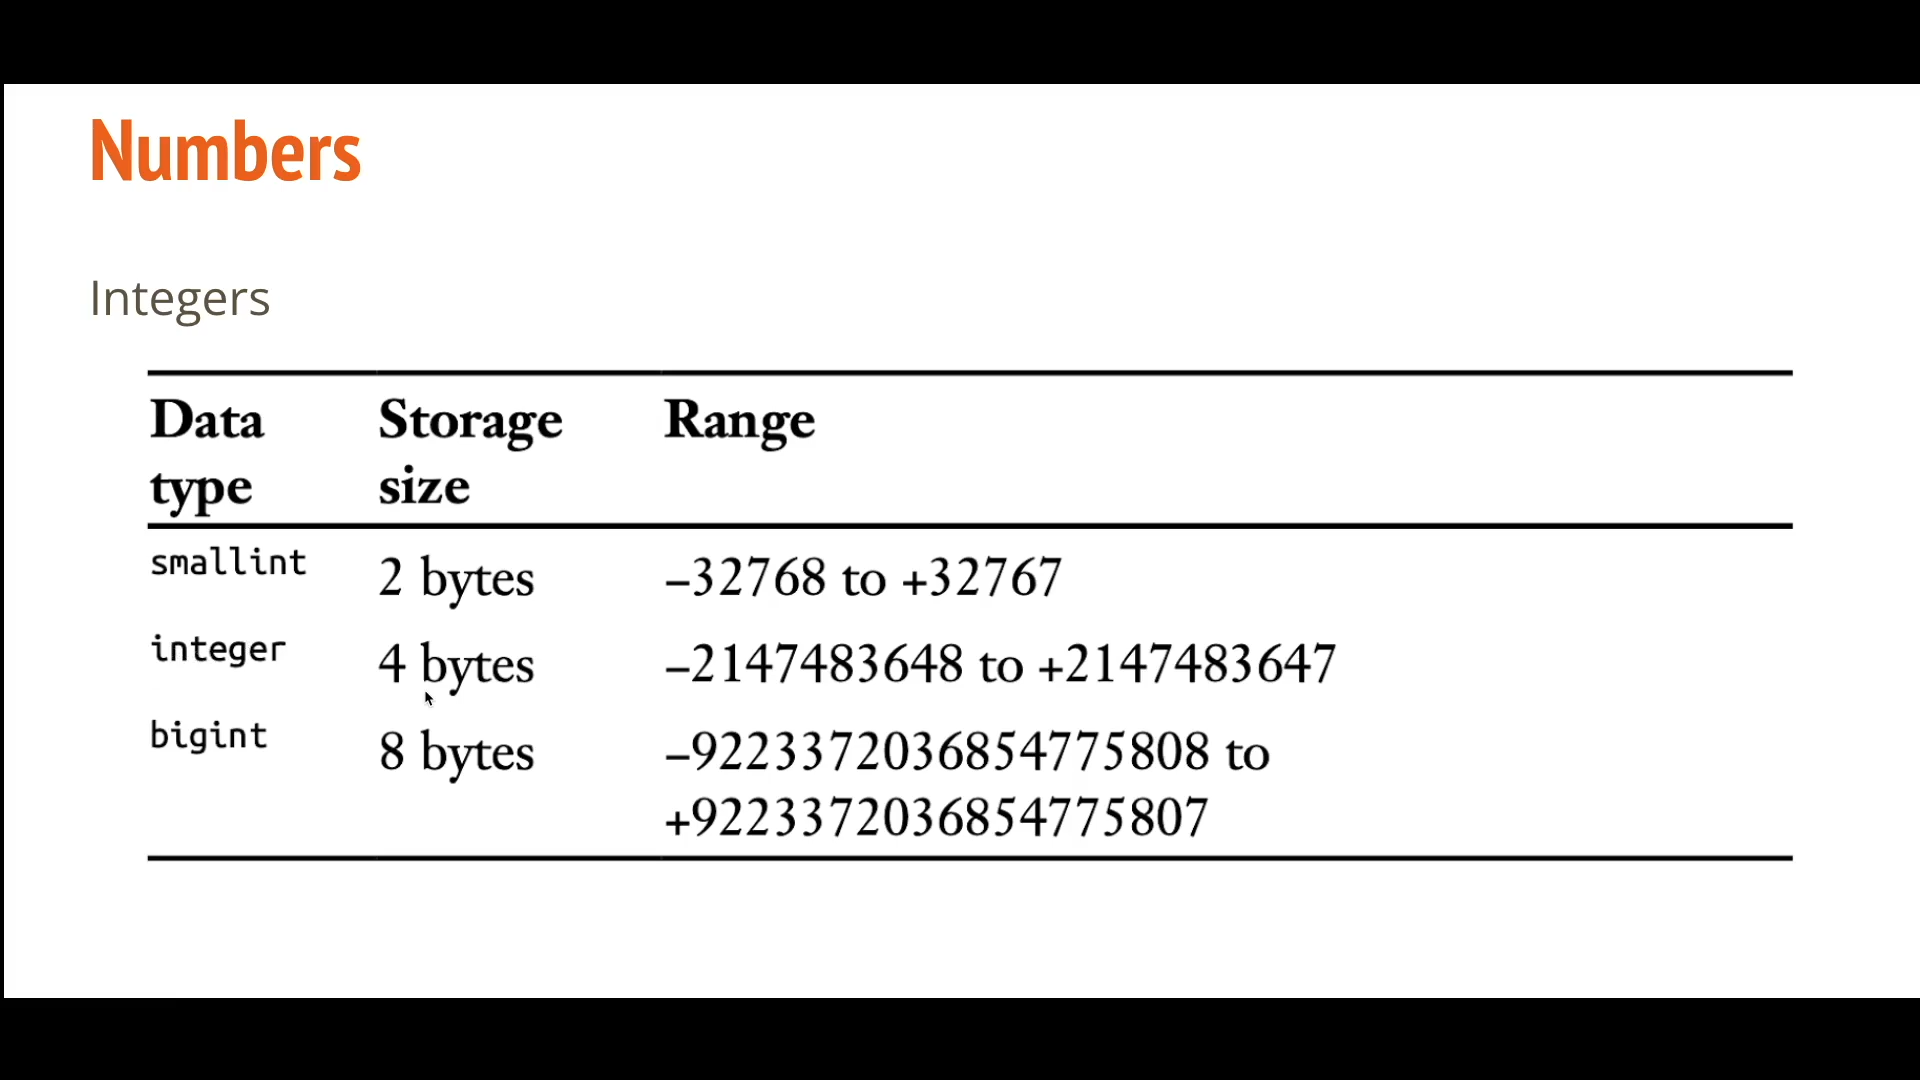 Numbers
Integers
Data type Storage size Range
smallint 2 bytes –32768 to +32767
integer 4 bytes –2147483648 to +2147483647
bigint 8 bytes –9223372036854775808 to
+9223372036854775807